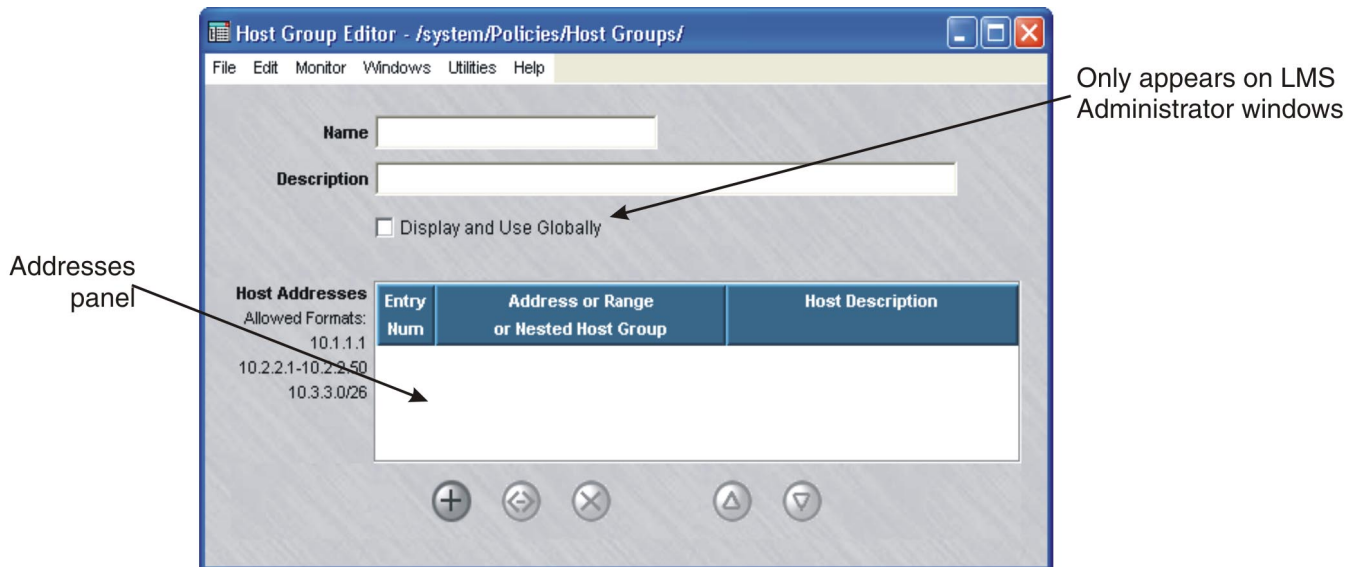 Host Group Editor - /system/Policies/Host Groups/
File Edit Monitor Windows Utilities Help
Only appears on LMS
Administrator windows
Name
Description
Display and Use Globally
Addresses
panel
Host Addresses
Allowed Formats:
10.1.1.1
10.2.2.1-10.2.2.50
10.3.3.0/26
Entry
Num
Address or Range
or Nested Host Group
Host Description